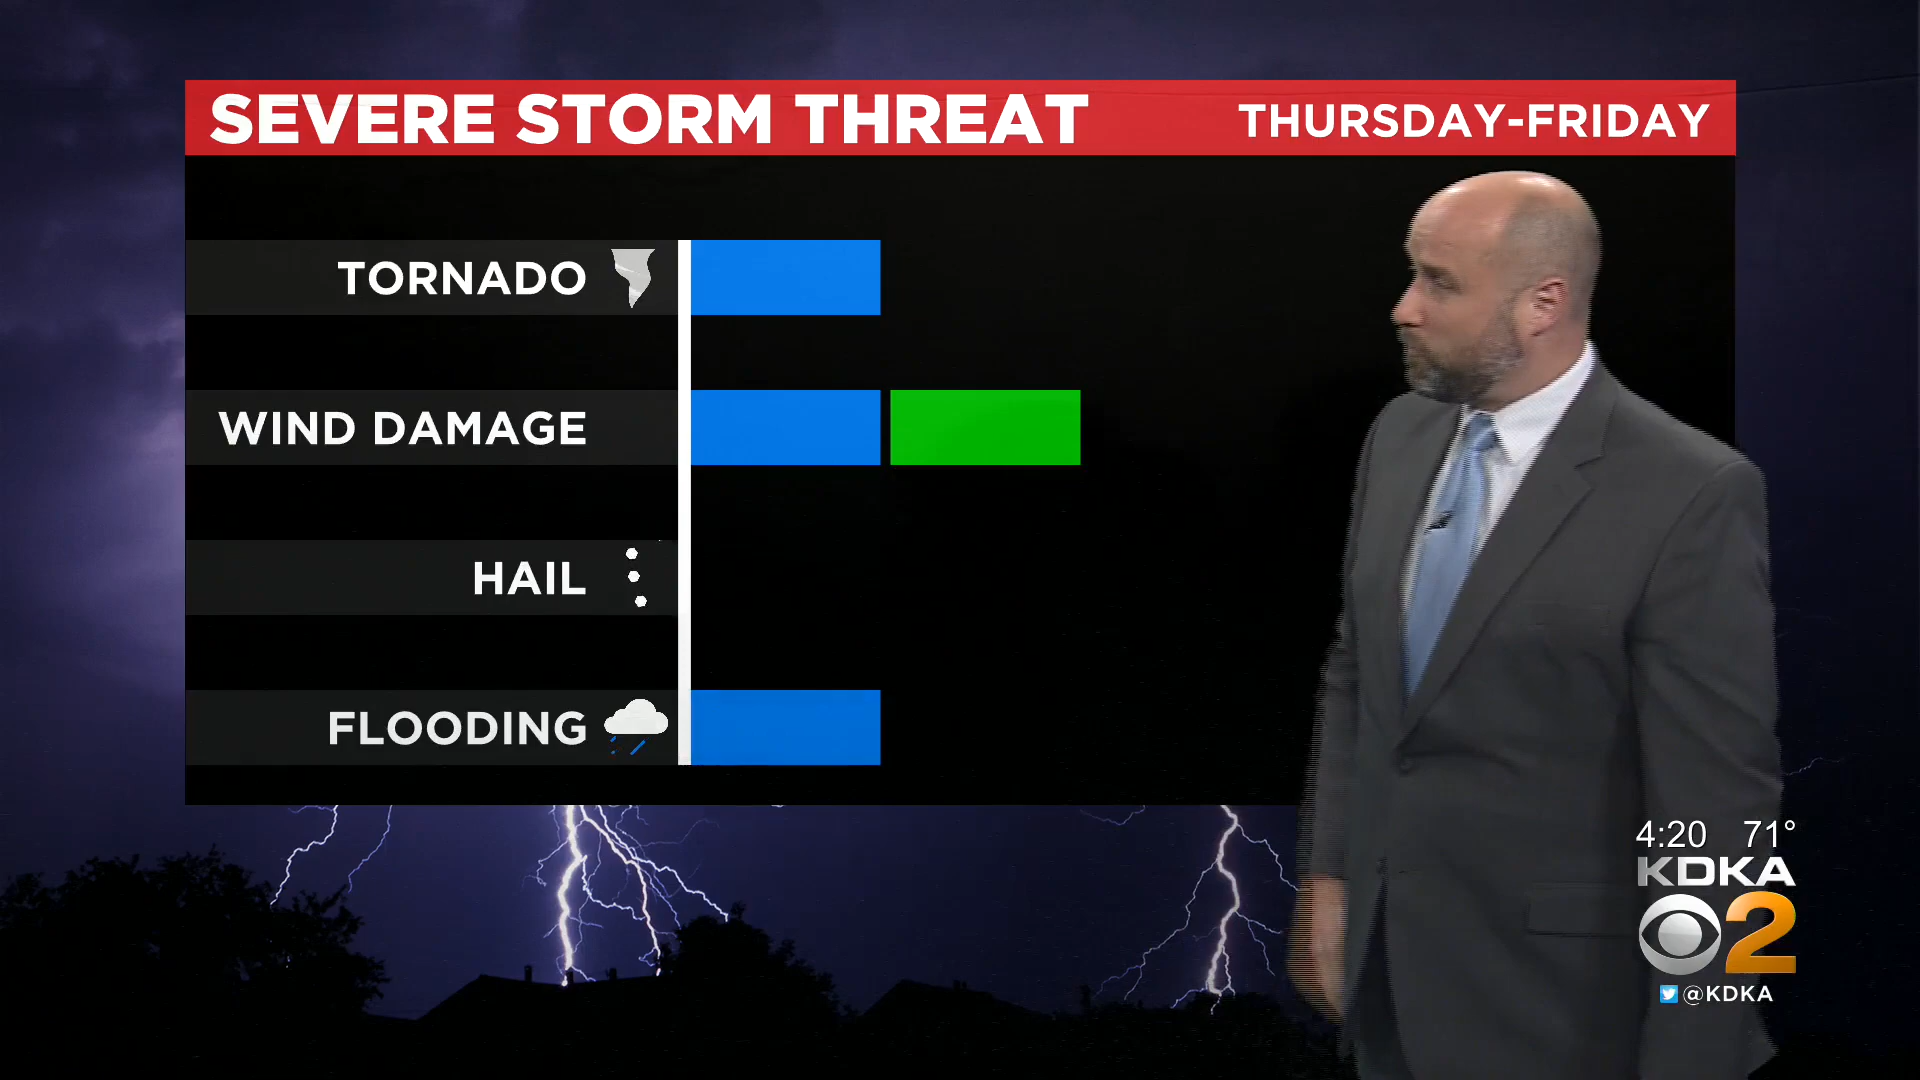 SEVERE STORM THREAT THURSDAY-FRIDAY
TORNADO
WIND DAMAGE
HAIL
FLOODING
4:20 71°
KDKA
2
@KDKA